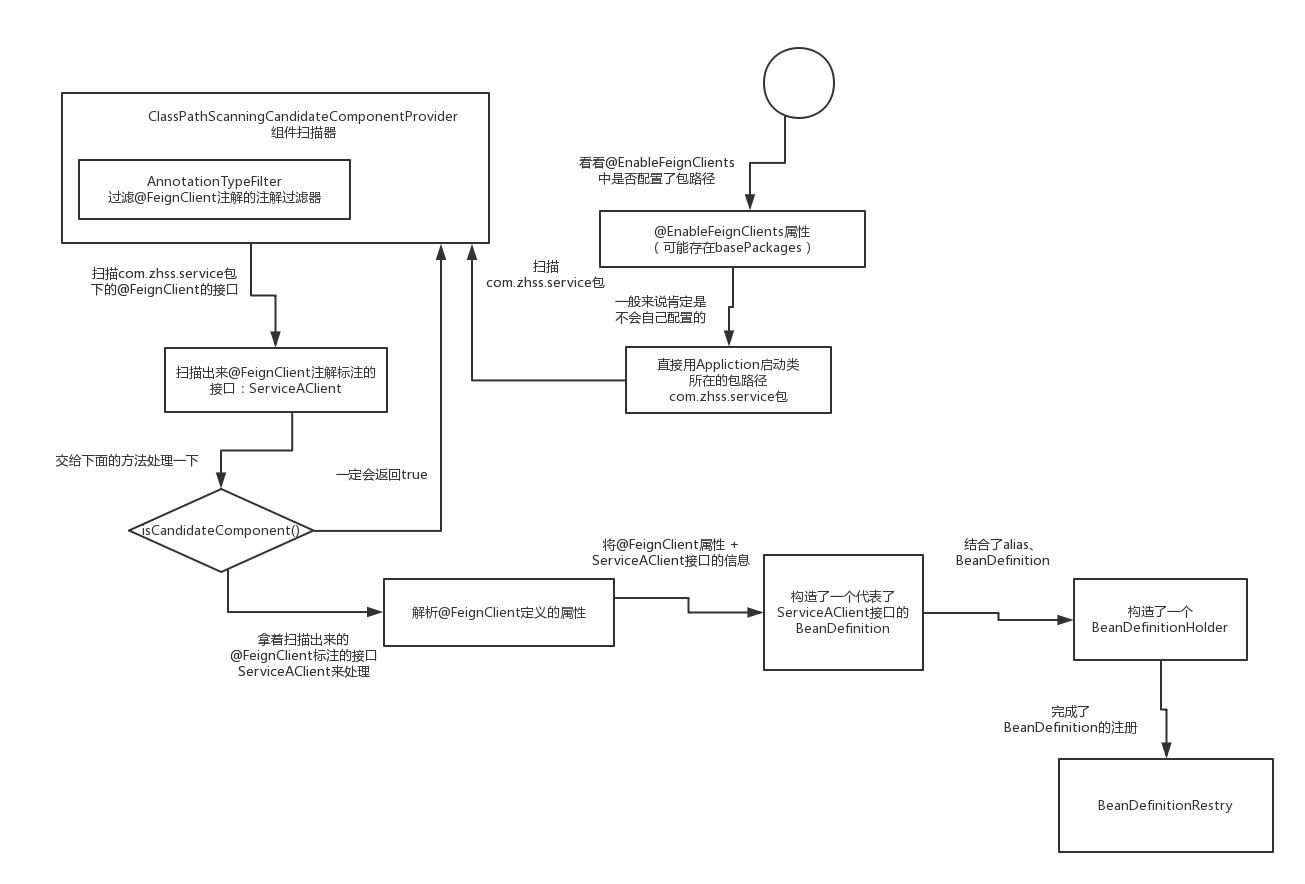 看看@EnableFeignClients
中是否配置了包路径
@EnableFeignClients属性
（可能存在basePackages）
一般来说肯定是
不会自己配置的
直接用Appliction启动类
所在的包路径
com.zhss.service包
扫描
com.zhss.service包
ClassPathScanningCandidateComponentProvider
组件扫描器
AnnotationTypeFilter
过滤@FeignClient注解的注解过滤器
扫描com.zhss.service包
下的@FeignClient的接口
扫描出来@FeignClient注解标注的
接口：ServiceAClient
交给下面的方法处理一下
一定会返回true
isCandidateComponent()
拿着扫描出来的
@FeignClient标注的接口
ServiceAClient来处理
解析@FeignClient定义的属性
将@FeignClient属性 +
ServiceAClient接口的信息
构造了一个代表了
ServiceAClient接口的
BeanDefinition
结合了alias、
BeanDefinition
构造了一个
BeanDefinitionHolder
完成了
BeanDefinition的注册
BeanDefinitionRestry